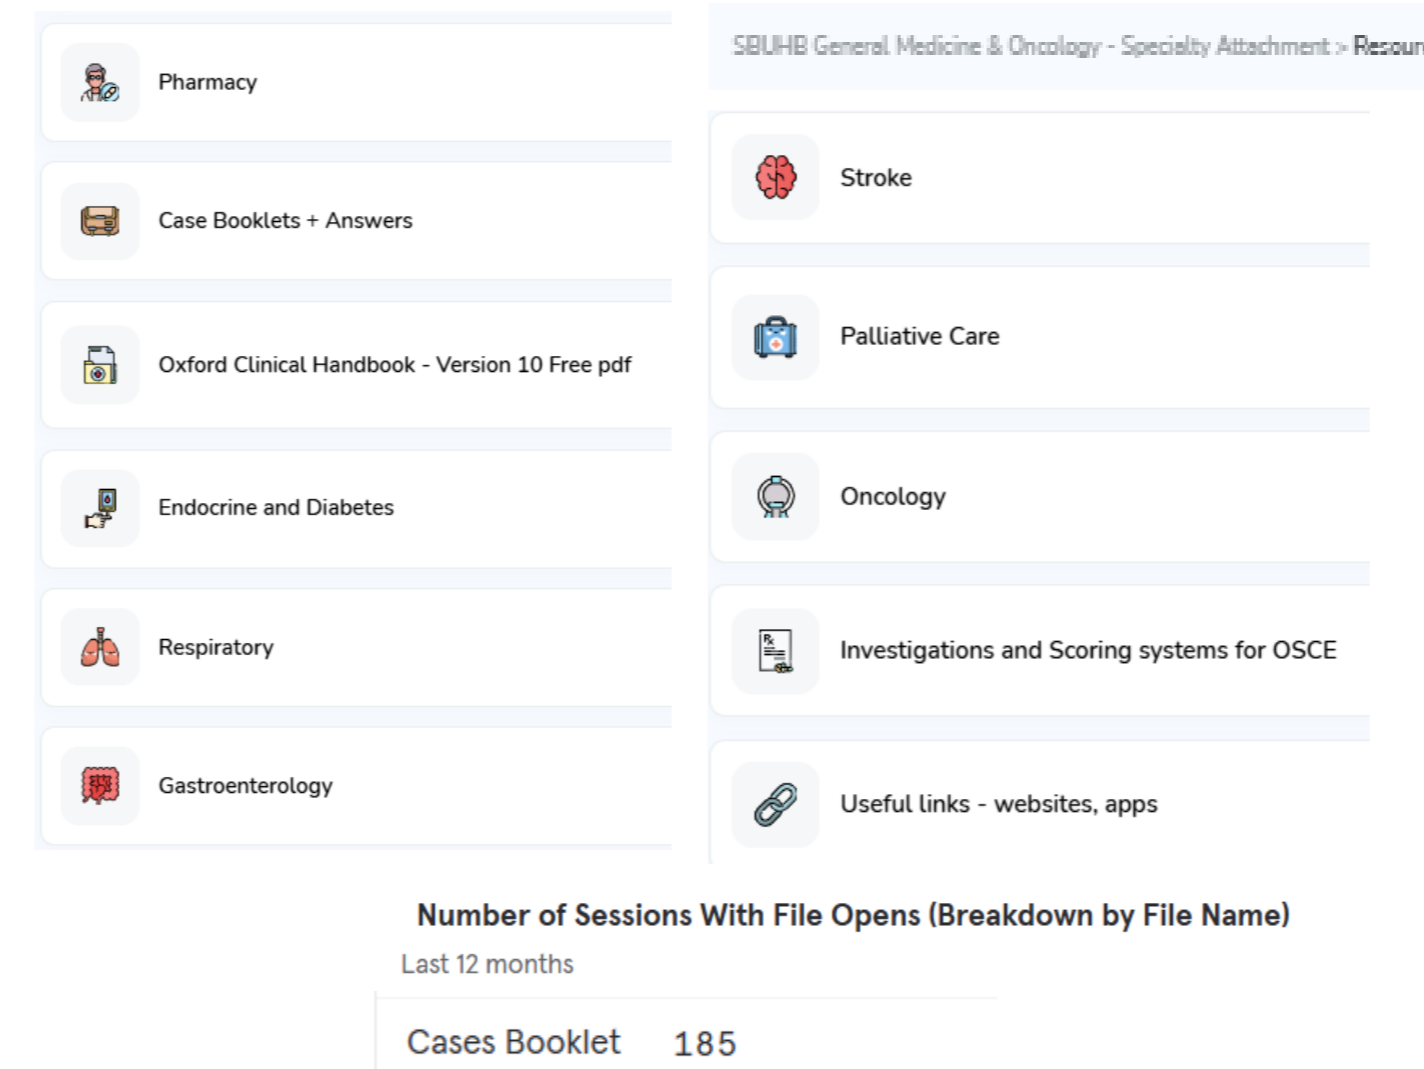 Pharmacy
Case Booklets + Answers
Oxford Clinical Handbook - Version 10 Free pdf
Endocrine and Diabetes
Respiratory
Gastroenterology
SBUHB General Medicine & Oncology - Specialty Attachment >
Stroke
Palliative Care
Oncology
Investigations and Scoring systems for OSCE
Useful links - websites, apps
Number of Sessions With File Opens (Breakdown by File Name)
Last 12 months
Cases Booklet 185